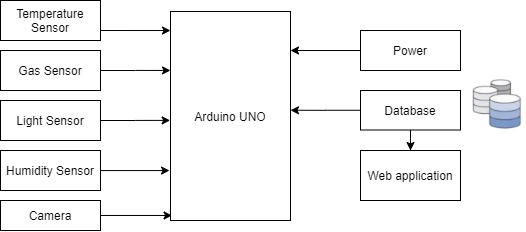 Temperature
Sensor
Gas Sensor
Light Sensor
Humidity Sensor
Camera
Arduino UNO
Power
Database
Web application